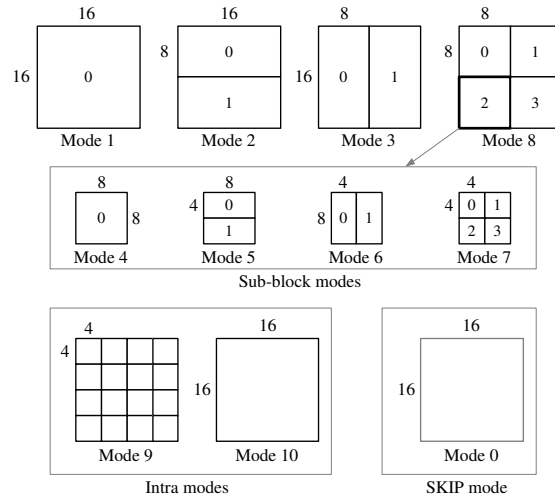 16 16 8 8
8 0 0 1 8 0 1
16 0 16
1 2 3
Mode 1 Mode 2 Mode 3 Mode 8
8 8 4 4
4 0 4 0 1
0 8 8 0 1
1 2 3
Mode 4 Mode 5 Mode 6 Mode 7
Sub-block modes
4 16 16
4
16 16
Mode 9 Mode 10 Mode 0
Intra modes SKIP mode